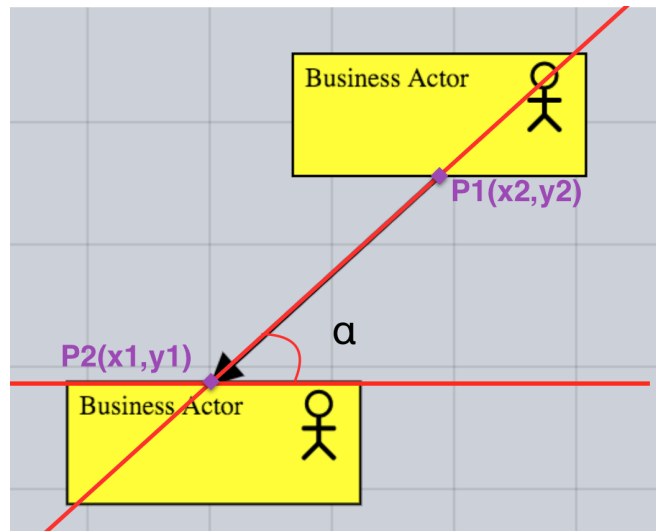 Business Actor
P1(x2,y2)
α
P2(x1,y1)
Business Actor